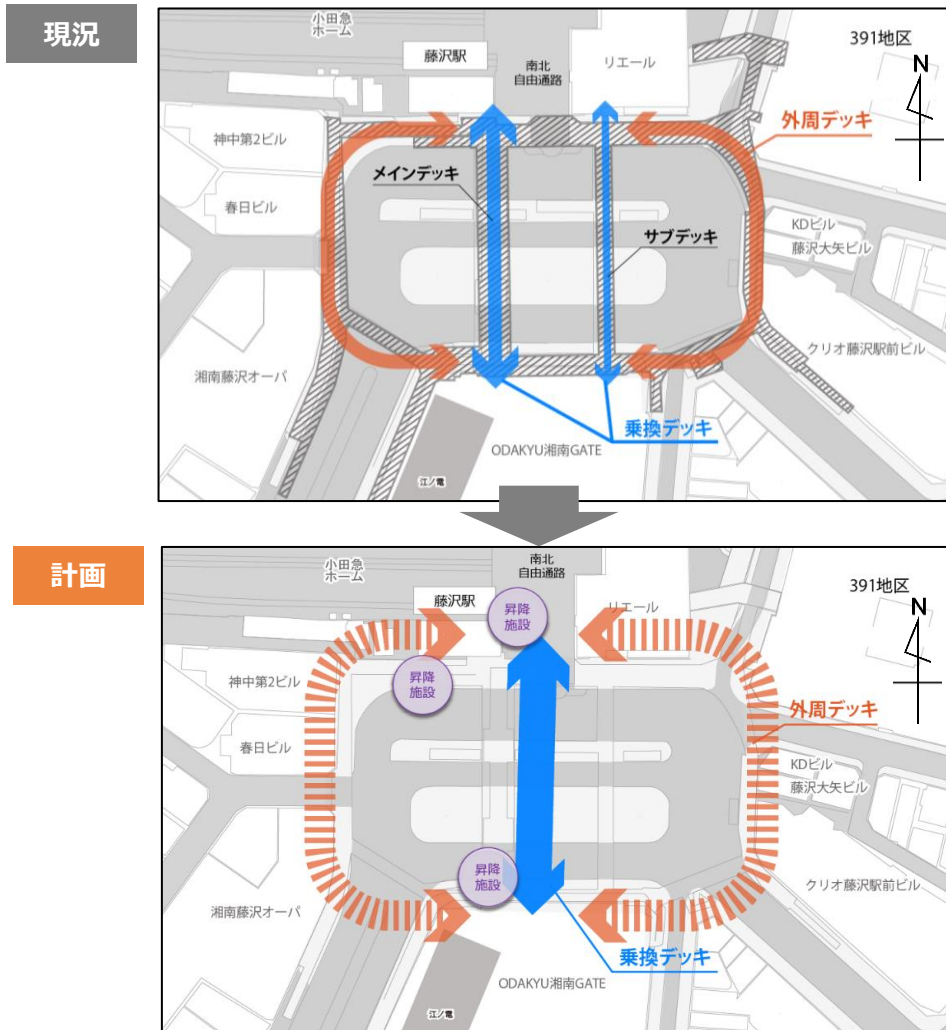 現況
小田急
ホーム
藤沢駅
南北
自由通路
リエール
391地区
N
神中第2ビル
外周デッキ
メインデッキ
春日ビル
サブデッキ
KDビル
藤沢大矢ビル
湘南藤沢オーパ
クリオ藤沢駅前ビル
乗換デッキ
ODAKYU湘南GATE
江ノ電
計画
小田急
ホーム
南北
自由通路
藤沢駅
リエール
391地区
N
昇降
施設
昇降
施設
神中第2ビル
外周デッキ
春日ビル
KDビル
藤沢大矢ビル
昇降
施設
クリオ藤沢駅前ビル
湘南藤沢オーパ
乗換デッキ
ODAKYU湘南GATE
江ノ電